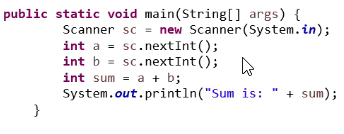 public static void main(String[] args) {
        Scanner sc = new Scanner(System.in);
        int a = sc.nextInt();
        int b = sc.nextInt();
        int sum = a + b;
        System.out.println("Sum is: " + sum);
    }